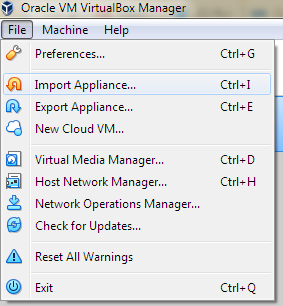 Oracle VM VirtualBox Manager
File Machine Help
Preferences... Ctrl+G
Import Appliance... Ctrl+I
Export Appliance... Ctrl+E
New Cloud VM...
Virtual Media Manager... Ctrl+D
Host Network Manager... Ctrl+H
Network Operations Manager...
Check for Updates...
Reset All Warnings
Exit Ctrl+Q